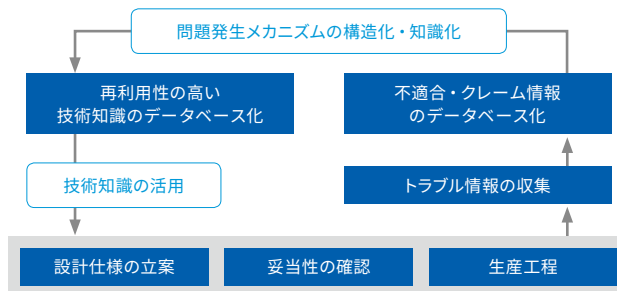 問題発生メカニズムの構造化・知識化
再利用性の高い
技術知識のデータベース化
不適合・クレーム情報
のデータベース化
技術知識の活用
トラブル情報の収集
設計仕様の立案
妥当性の確認
生産工程